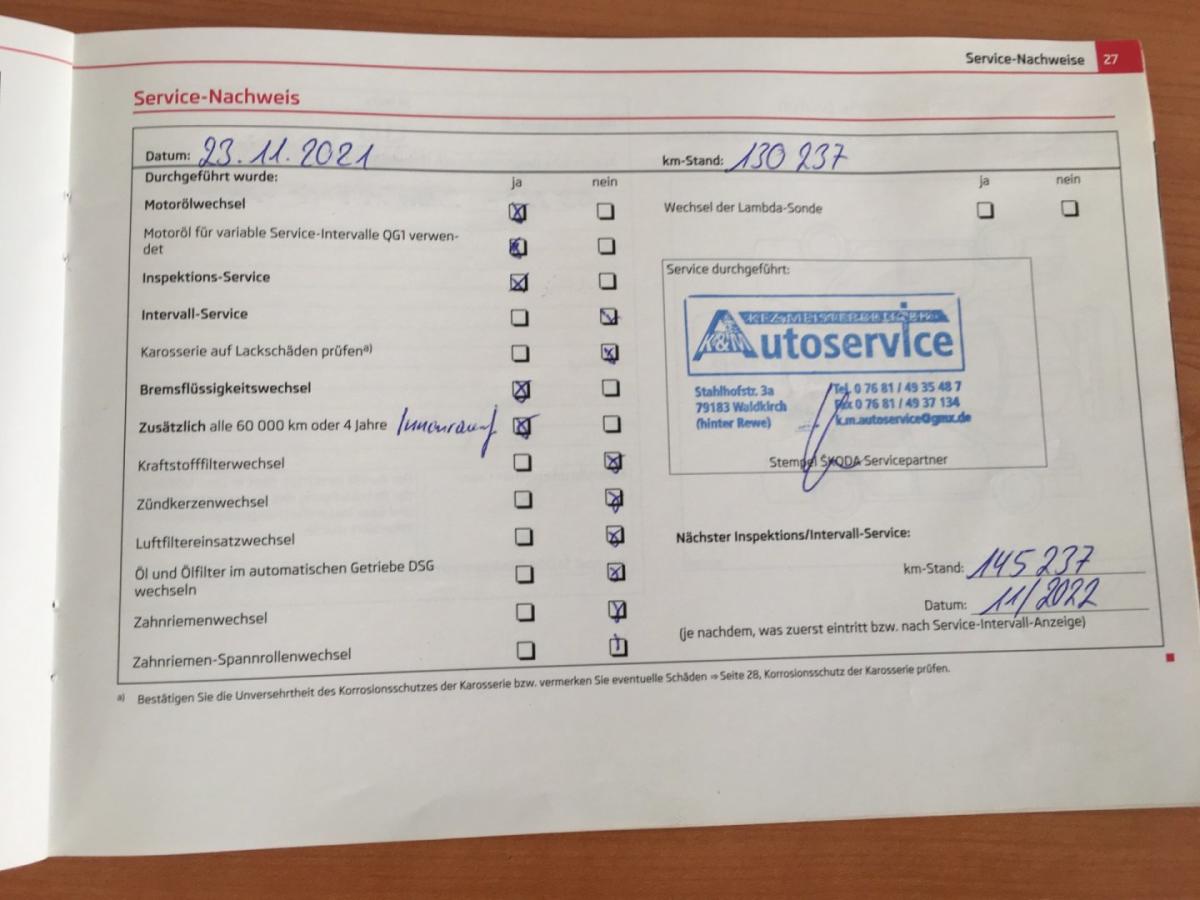 Service-Nachweise 27
Service-Nachweis
Datum: 23.11.2021
km-Stand: 130 237
Durchgeführt wurde: ja nein
Motorölwechsel
Motoröl für variable Service-Intervalle QG1 verwen-
det
Inspektions-Service
Intervall-Service
Karosserie auf Lackschäden prüfen a)
Bremsflüssigkeitswechsel
Zusätzlich alle 60 000 km oder 4 Jahre Innenraumf
Kraftstofffilterwechsel
Zündkerzenwechsel
Luftfiltereinsatzwechsel
Öl und Ölfilter im automatischen Getriebe DSG
wechseln
Zahnriemenwechsel
Zahnriemen-Spannrollenwechsel
ja nein
Wechsel der Lambda-Sonde
Service durchgeführt:
K&M Autoservice
Stahlhofstr. 3a
79183 Waldkirch
(hinter Rewe)
Tel. 0 76 81 / 49 35 48 7
Fax 0 76 81 / 49 37 134
k.m.autoservice@gmx.de
Stempel ŠKODA Servicepartner
Nächster Inspektions/Intervall-Service:
km-Stand: 145 237
Datum: 11/2022
(je nachdem, was zuerst eintritt bzw. nach Service-Intervall-Anzeige)
a) Bestätigen Sie die Unversehrtheit des Korrosionsschutzes der Karosserie bzw. vermerken Sie eventuelle Schäden ⇒ Seite 28, Korrosionsschutz der Karosserie prüfen.